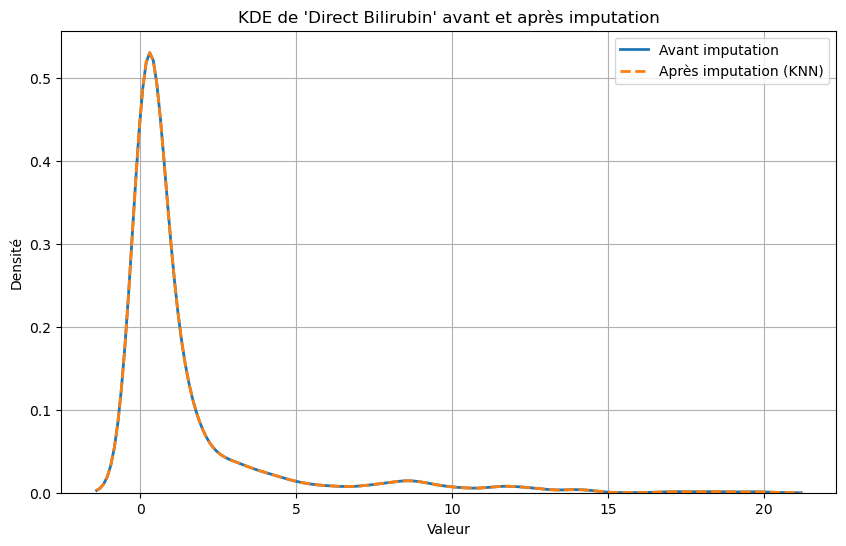 KDE de 'Direct Bilirubin' avant et après imputation
Avant imputation
Après imputation (KNN)
Densité
0.5
0.4
0.3
0.2
0.1
0.0
0 5 10 15 20
Valeur